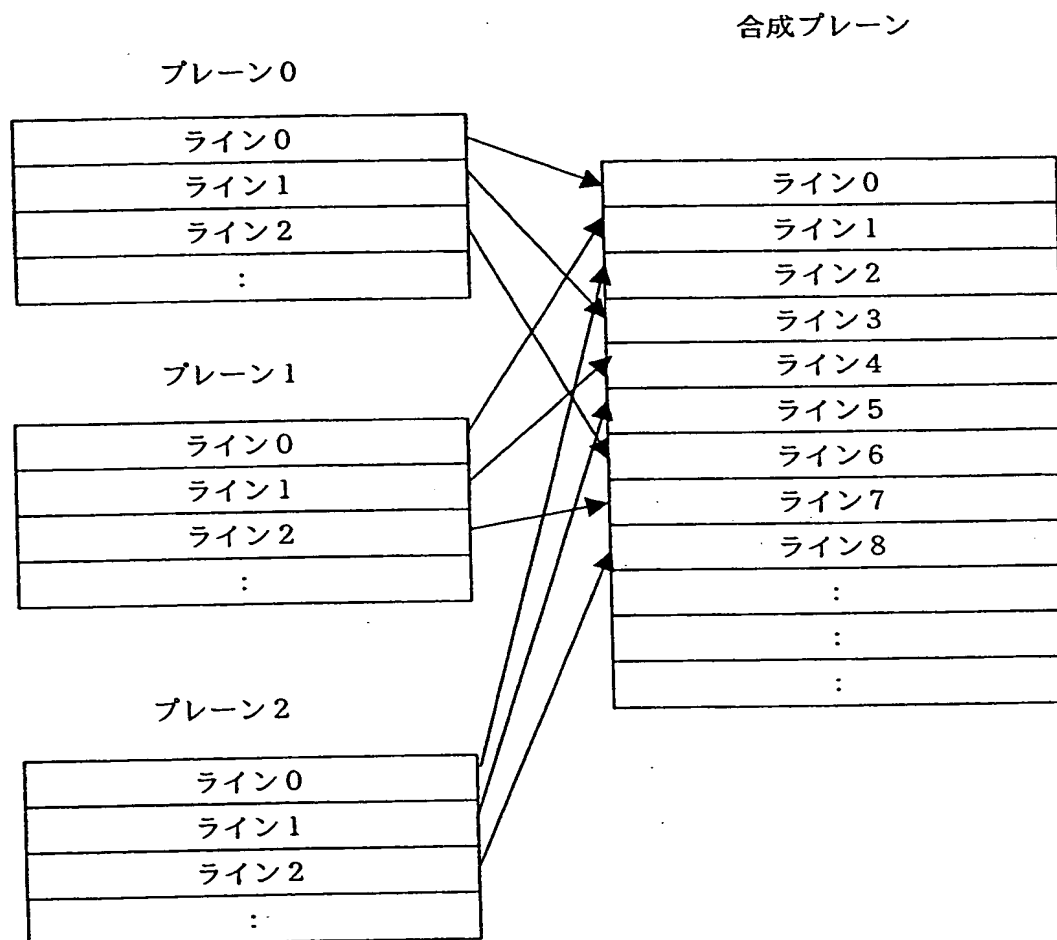 合成プレーン
プレーン0
ライン0
ライン1
ライン2
:
プレーン1
ライン0
ライン1
ライン2
:
プレーン2
ライン0
ライン1
ライン2
:
ライン0
ライン1
ライン2
ライン3
ライン4
ライン5
ライン6
ライン7
ライン8
:
:
: